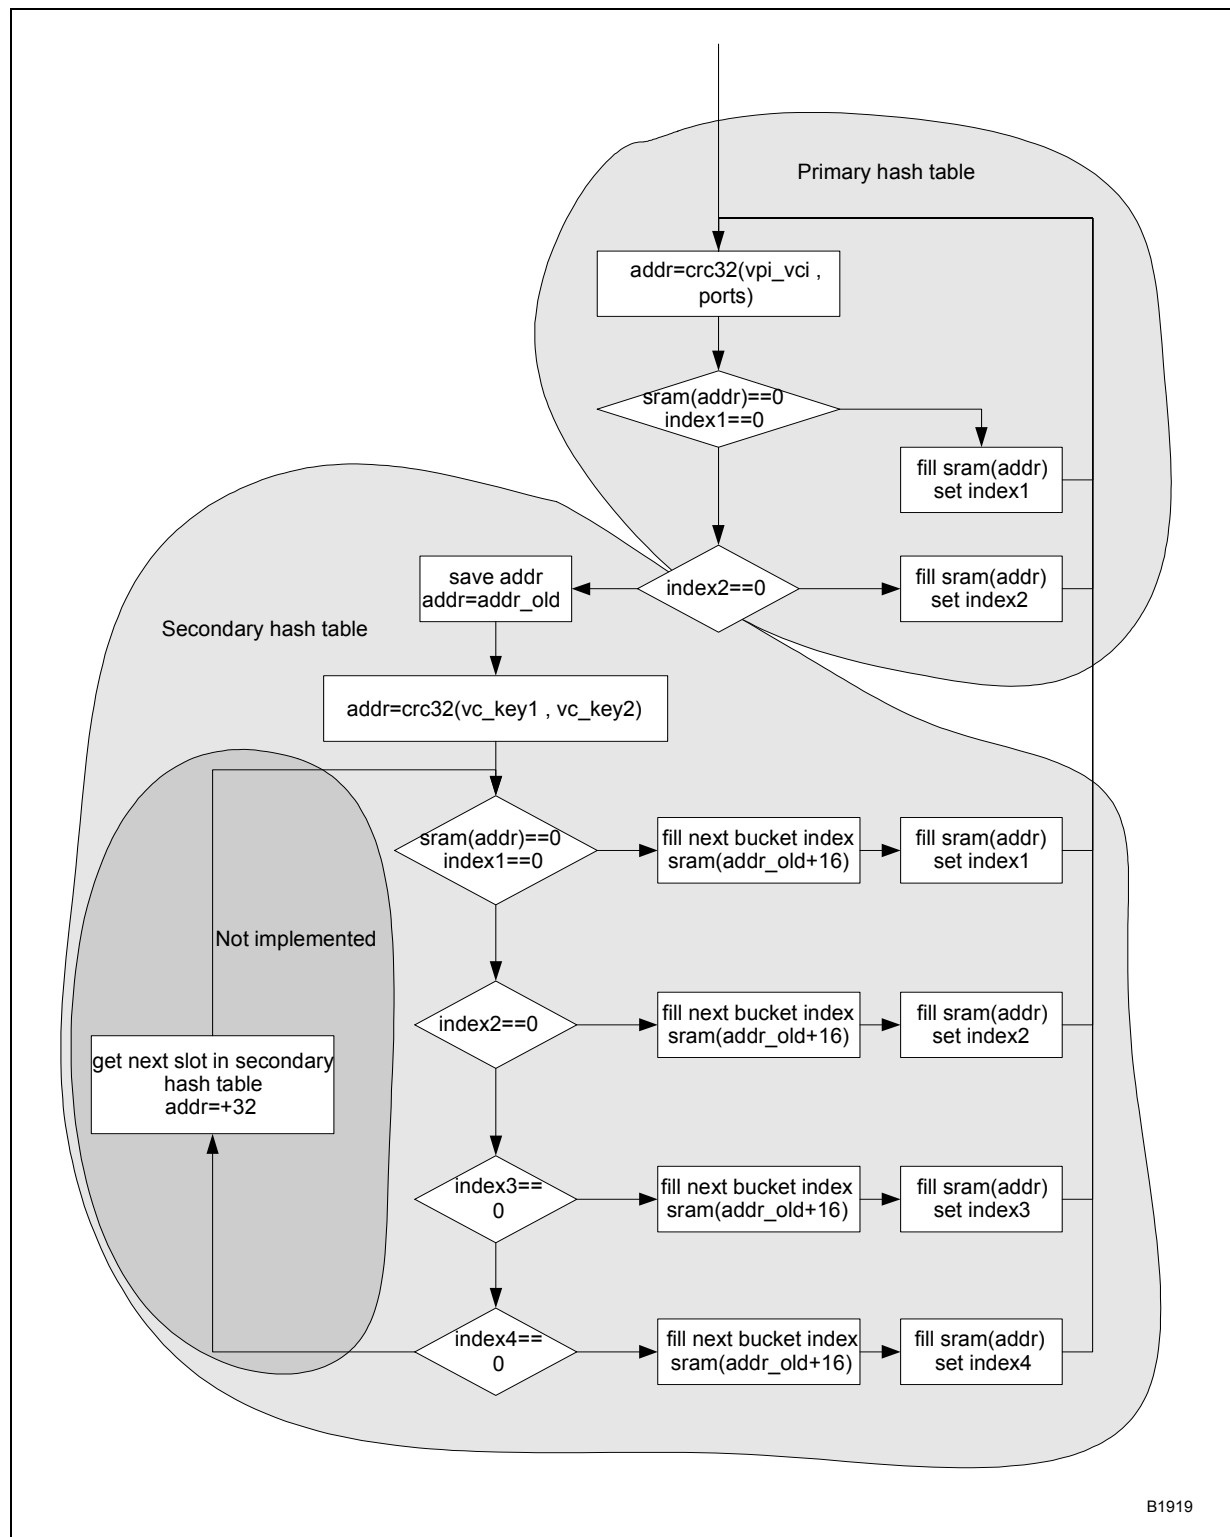 Primary hash table
addr=crc32(vpi_vci ,
ports)
sram(addr)==0
index1==0
fill sram(addr)
set index1
index2==0
fill sram(addr)
set index2
save addr
addr=addr_old
Secondary hash table
addr=crc32(vc_key1 , vc_key2)
sram(addr)==0
index1==0
fill next bucket index
sram(addr_old+16)
fill sram(addr)
set index1
Not implemented
index2==0
fill next bucket index
sram(addr_old+16)
fill sram(addr)
set index2
get next slot in secondary
hash table
addr=+32
index3==
0
fill next bucket index
sram(addr_old+16)
fill sram(addr)
set index3
index4==
0
fill next bucket index
sram(addr_old+16)
fill sram(addr)
set index4
B1919